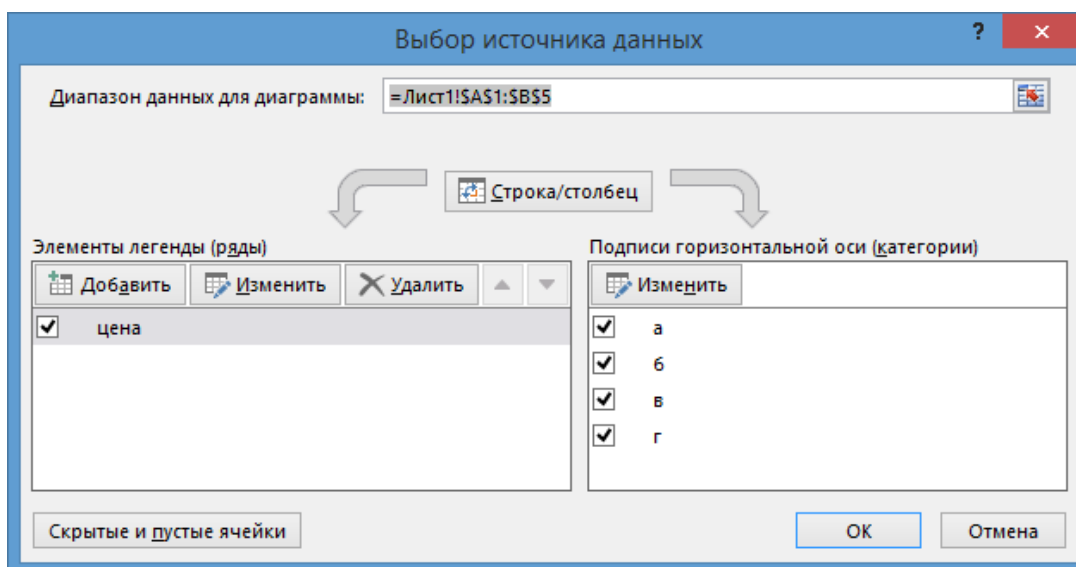 Выбор источника данных
?
Диапазон данных для диаграммы: =Лист1!$A$1:$B$5
Строка/столбец
Элементы легенды (ряды)
Подписи горизонтальной оси (категории)
Добавить Изменить Удалить
Изменить
цена
а
б
в
г
Скрытые и пустые ячейки
ОК
Отмена